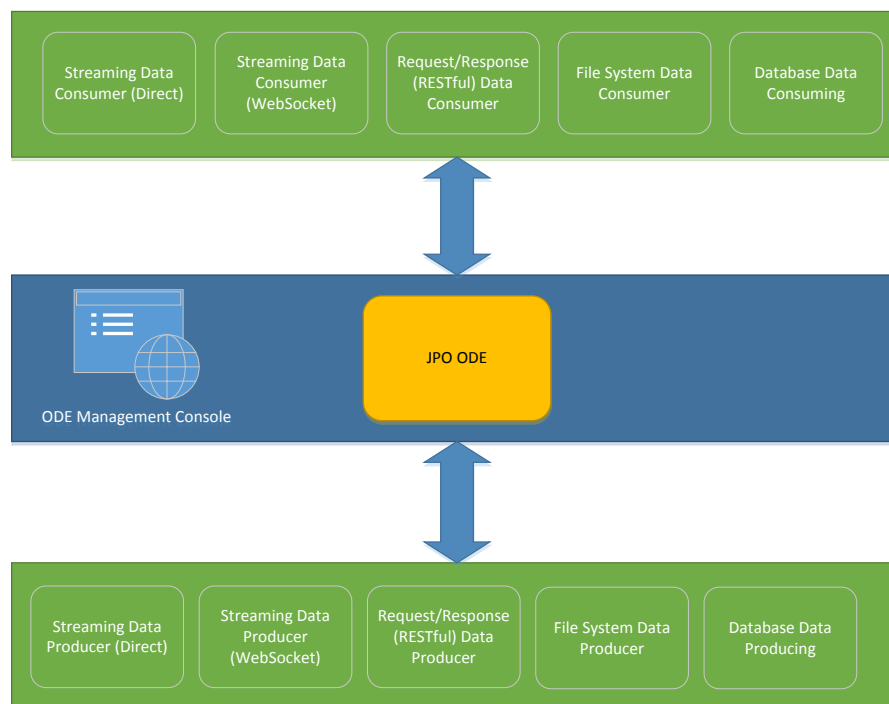 Streaming Data
Consumer (Direct)
Streaming Data
Consumer
(WebSocket)
Request/Response
(RESTful) Data
Consumer
File System Data
Consumer
Database Data
Consuming
JPO ODE
ODE Management Console
Streaming Data
Producer (Direct)
Streaming Data
Producer
(WebSocket)
Request/Response
(RESTful) Data
Producer
File System Data
Producer
Database Data
Producing